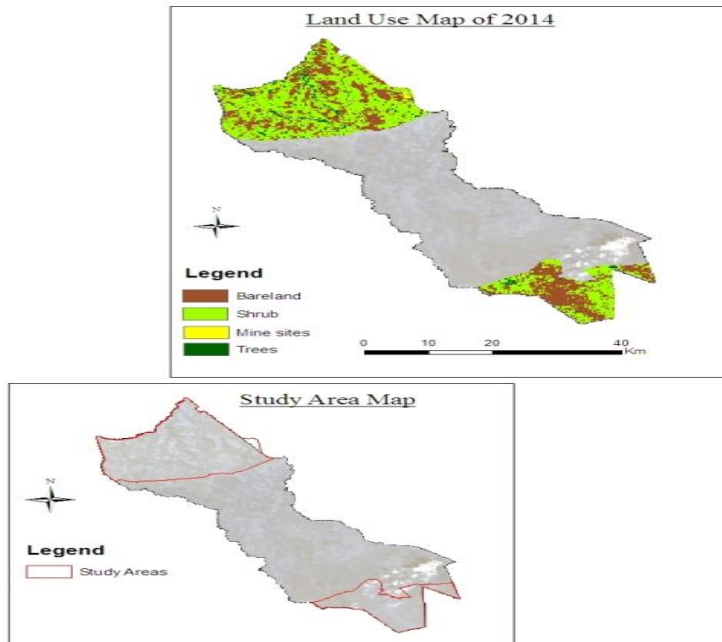 Land Use Map of 2014
N
Legend
Bareland
Shrub
Mine sites
Trees
0 10 20 40
Km
Study Area Map
N
Legend
Study Areas